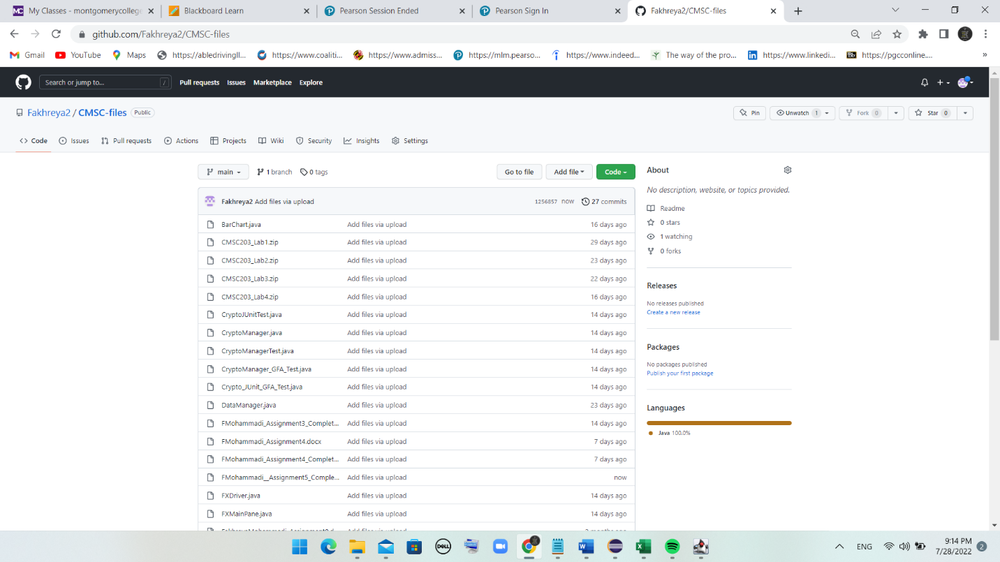 My Classes - montgomerycollege
Blackboard Learn
Pearson Session Ended
Pearson Sign In
Fakhreya2/CMSC-files
github.com/Fakhreya2/CMSC-files
Gmail YouTube Maps https://abledrivingll... https://www.coaliti... https://www.admiss... https://mlm.pearso... https://www.indeed... The way of the pro... https://www.linkedi... Bb https://pgcconline.... »
Search or jump to... / Pull requests Issues Marketplace Explore
Fakhreya2 / CMSC-files Public
Pin Unwatch 1 Fork 0 Star 0
<> Code Issues Pull requests Actions Projects Wiki Security Insights Settings
main 1 branch 0 tags Go to file Add file Code
Fakhreya2 Add files via upload 1256857 now 27 commits
BarChart.java Add files via upload 16 days ago
CMSC203_Lab1.zip Add files via upload 29 days ago
CMSC203_Lab2.zip Add files via upload 23 days ago
CMSC203_Lab3.zip Add files via upload 22 days ago
CMSC203_Lab4.zip Add files via upload 16 days ago
CryptoJUnitTest.java Add files via upload 14 days ago
CryptoManager.java Add files via upload 14 days ago
CryptoManagerTest.java Add files via upload 14 days ago
CryptoManager_GFA_Test.java Add files via upload 14 days ago
Crypto_JUnit_GFA_Test.java Add files via upload 14 days ago
DataManager.java Add files via upload 23 days ago
FMohammadi_Assignment3_Complet... Add files via upload 14 days ago
FMohammadi_Assignment4.docx Add files via upload 7 days ago
FMohammadi_Assignment4_Complet... Add files via upload 7 days ago
FMohammadi__Assignment5_Comple... Add files via upload now
FXDriver.java Add files via upload 14 days ago
FXMainPane.java Add files via upload 14 days ago
About
No description, website, or topics provided.
Readme
0 stars
1 watching
0 forks
Releases
No releases published
Create a new release
Packages
No packages published
Publish your first package
Languages
Java 100.0%
DELL
ENG
9:14 PM
7/28/2022
2